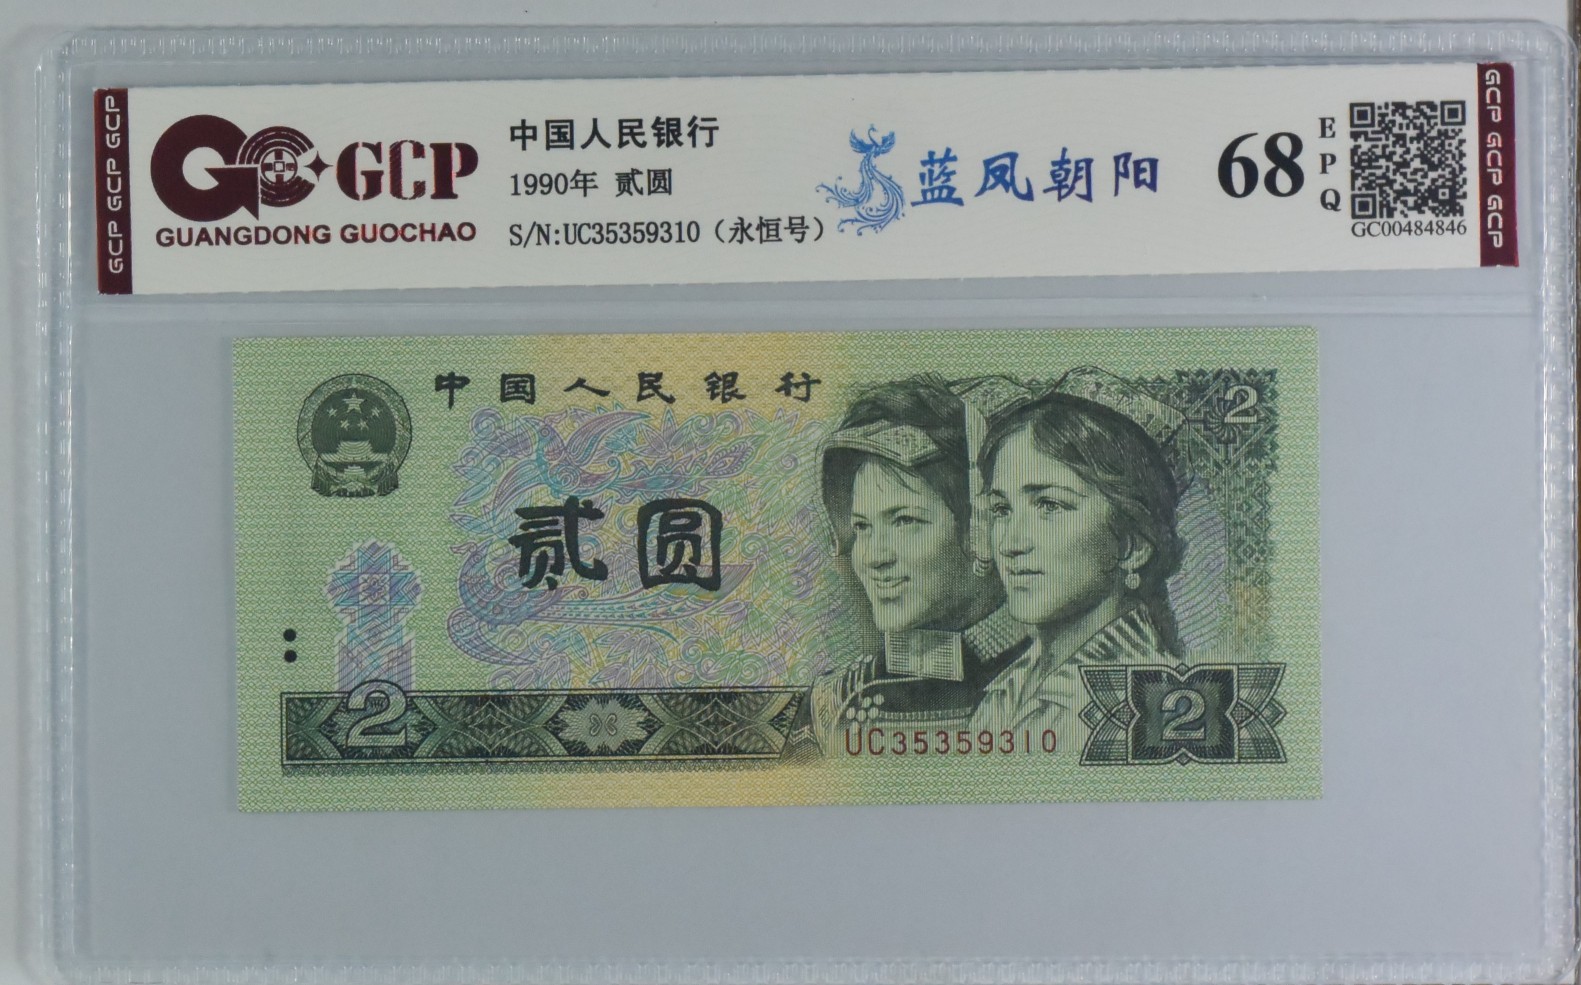 GCP GCP GCP
GCP
GUANGDONG GUOCHAO
中国人民银行
1990年 贰圆
S/N:UC35359310（永恒号）
蓝凤朝阳
68
EPQ
GC00484846
GCP GCP GCP
中国人民银行
2
贰圆
2
UC35359310
2